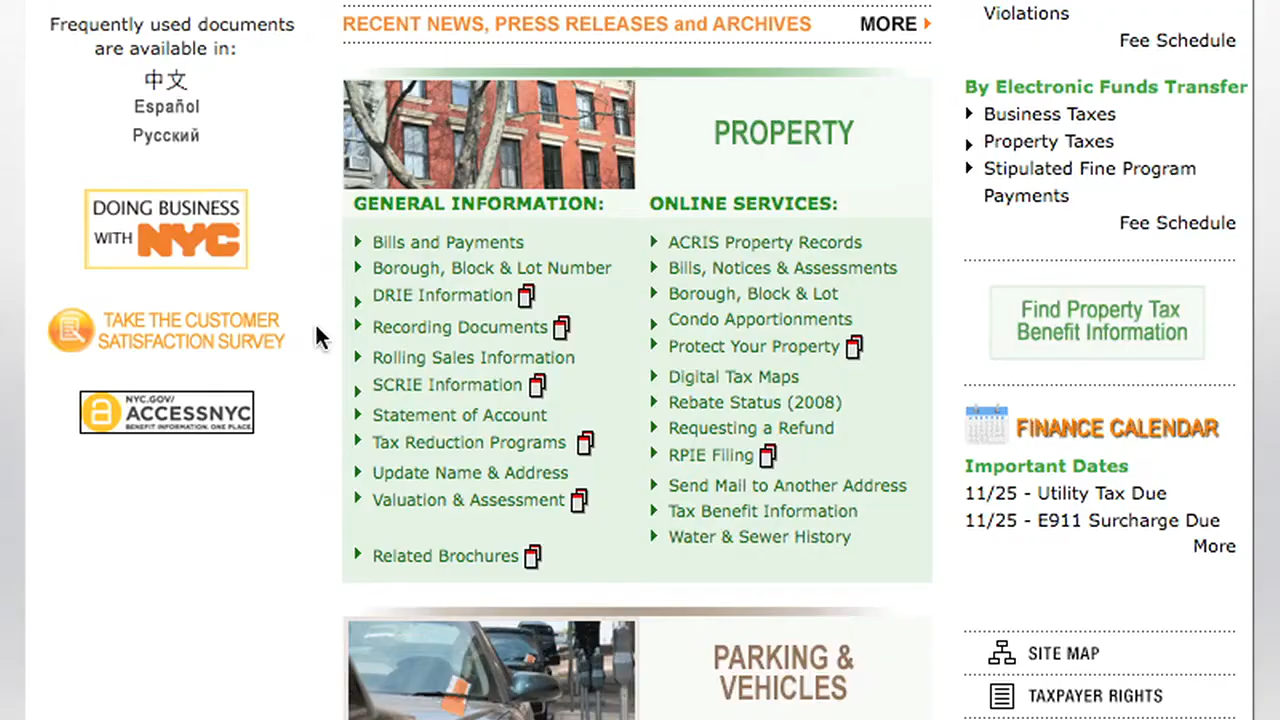 Frequently used documents
are available in:
中文
Español
Русский
DOING BUSINESS
WITH NYC
TAKE THE CUSTOMER
SATISFACTION SURVEY
NYC.GOV/
ACCESSNYC
BENEFIT INFORMATION. ONE PLACE.
RECENT NEWS, PRESS RELEASES and ARCHIVES MORE
PROPERTY
GENERAL INFORMATION:
Bills and Payments
Borough, Block & Lot Number
DRIE Information
Recording Documents
Rolling Sales Information
SCRIE Information
Statement of Account
Tax Reduction Programs
Update Name & Address
Valuation & Assessment
Related Brochures
ONLINE SERVICES:
ACRIS Property Records
Bills, Notices & Assessments
Borough, Block & Lot
Condo Apportionments
Protect Your Property
Digital Tax Maps
Rebate Status (2008)
Requesting a Refund
RPIE Filing
Send Mail to Another Address
Tax Benefit Information
Water & Sewer History
PARKING &
VEHICLES
Violations
Fee Schedule
By Electronic Funds Transfer
Business Taxes
Property Taxes
Stipulated Fine Program
Payments
Fee Schedule
Find Property Tax
Benefit Information
FINANCE CALENDAR
Important Dates
11/25 - Utility Tax Due
11/25 - E911 Surcharge Due
More
SITE MAP
TAXPAYER RIGHTS